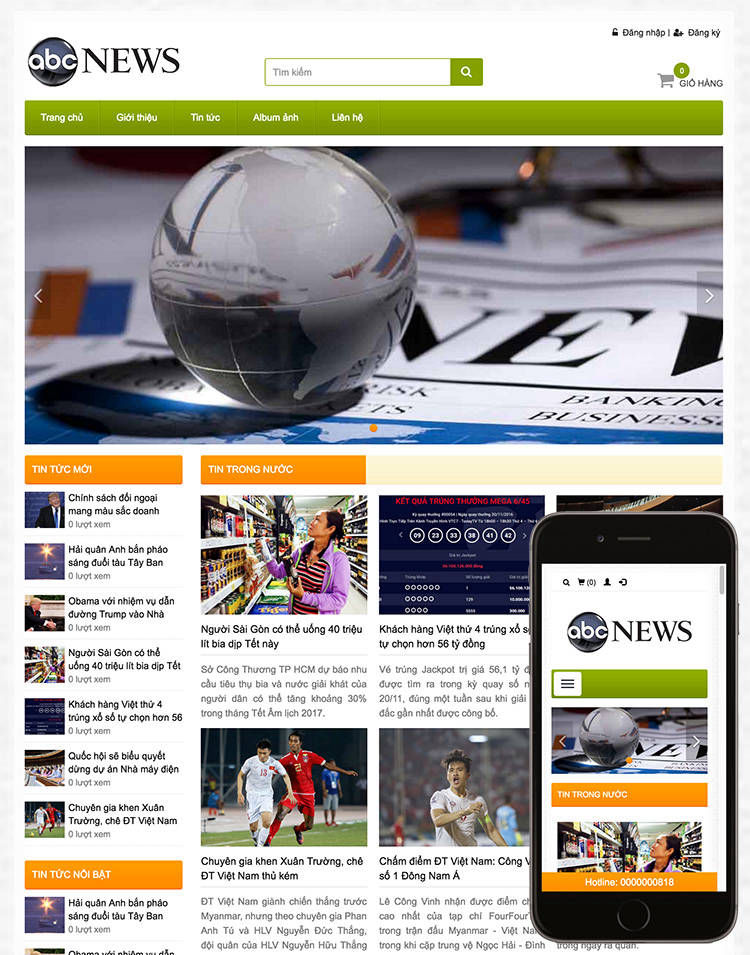 Đăng nhập | Đăng ký
abc NEWS
Tìm kiếm
0
GIỎ HÀNG
Trang chủ
Giới thiệu
Tin tức
Album ảnh
Liên hệ
NEWS
RISK
BANKING
BUSINESS
TIN TỨC MỚI
Chính sách đối ngoại
mang màu sắc doanh
0 lượt xem
Hải quân Anh bắn pháo
sáng đuổi tàu Tây Ban
0 lượt xem
Obama với nhiệm vụ dẫn
đường Trump vào Nhà
0 lượt xem
Người Sài Gòn có thể
uống 40 triệu lít bia dịp Tết
0 lượt xem
Khách hàng Việt thứ 4
trúng xổ số tự chọn hơn 56
0 lượt xem
Quốc hội sẽ biểu quyết
dừng dự án Nhà máy điện
0 lượt xem
Chuyên gia khen Xuân
Trường, chê ĐT Việt Nam
0 lượt xem
TIN TỨC NỔI BẬT
Hải quân Anh bắn pháo
sáng đuổi tàu Tây Ban
0 lượt xem
Obama với nhiệm vụ dẫn
TIN TRONG NƯỚC
Người Sài Gòn có thể uống 40 triệu
lít bia dịp Tết này
Sở Công Thương TP HCM dự báo nhu
cầu tiêu thụ bia và nước giải khát của
người dân có thể tăng khoảng 30%
trong tháng Tết Âm lịch 2017.
KẾT QUẢ TRÚNG THƯỞNG MEGA 6/45
09 23 33 38 41 42
Khách hàng Việt thứ 4 trúng xổ s
tự chọn hơn 56 tỷ đồng
Vé trúng Jackpot trị giá 56,1 tỷ đ
được tìm ra trong kỳ quay số n
20/11, đúng một tuần sau khi giải
đắc gần nhất được công bố.
Chuyên gia khen Xuân Trường, chê
ĐT Việt Nam thủ kém
ĐT Việt Nam giành chiến thắng trước
Myanmar, nhưng theo chuyên gia Phan
Anh Tú và HLV Nguyễn Đức Thắng,
đội quân của HLV Nguyễn Hữu Thắng
Chấm điểm ĐT Việt Nam: Công V
số 1 Đông Nam Á
Lê Công Vinh nhận được điểm ch
cao nhất của tạp chí FourFourT
trong trận đấu Myanmar - Việt Na
trong khi cặp trung vệ Ngọc Hải - Đình
trong ngày ra quân.
(0)
abc NEWS
TIN TRONG NƯỚC
Hotline: 0000000818